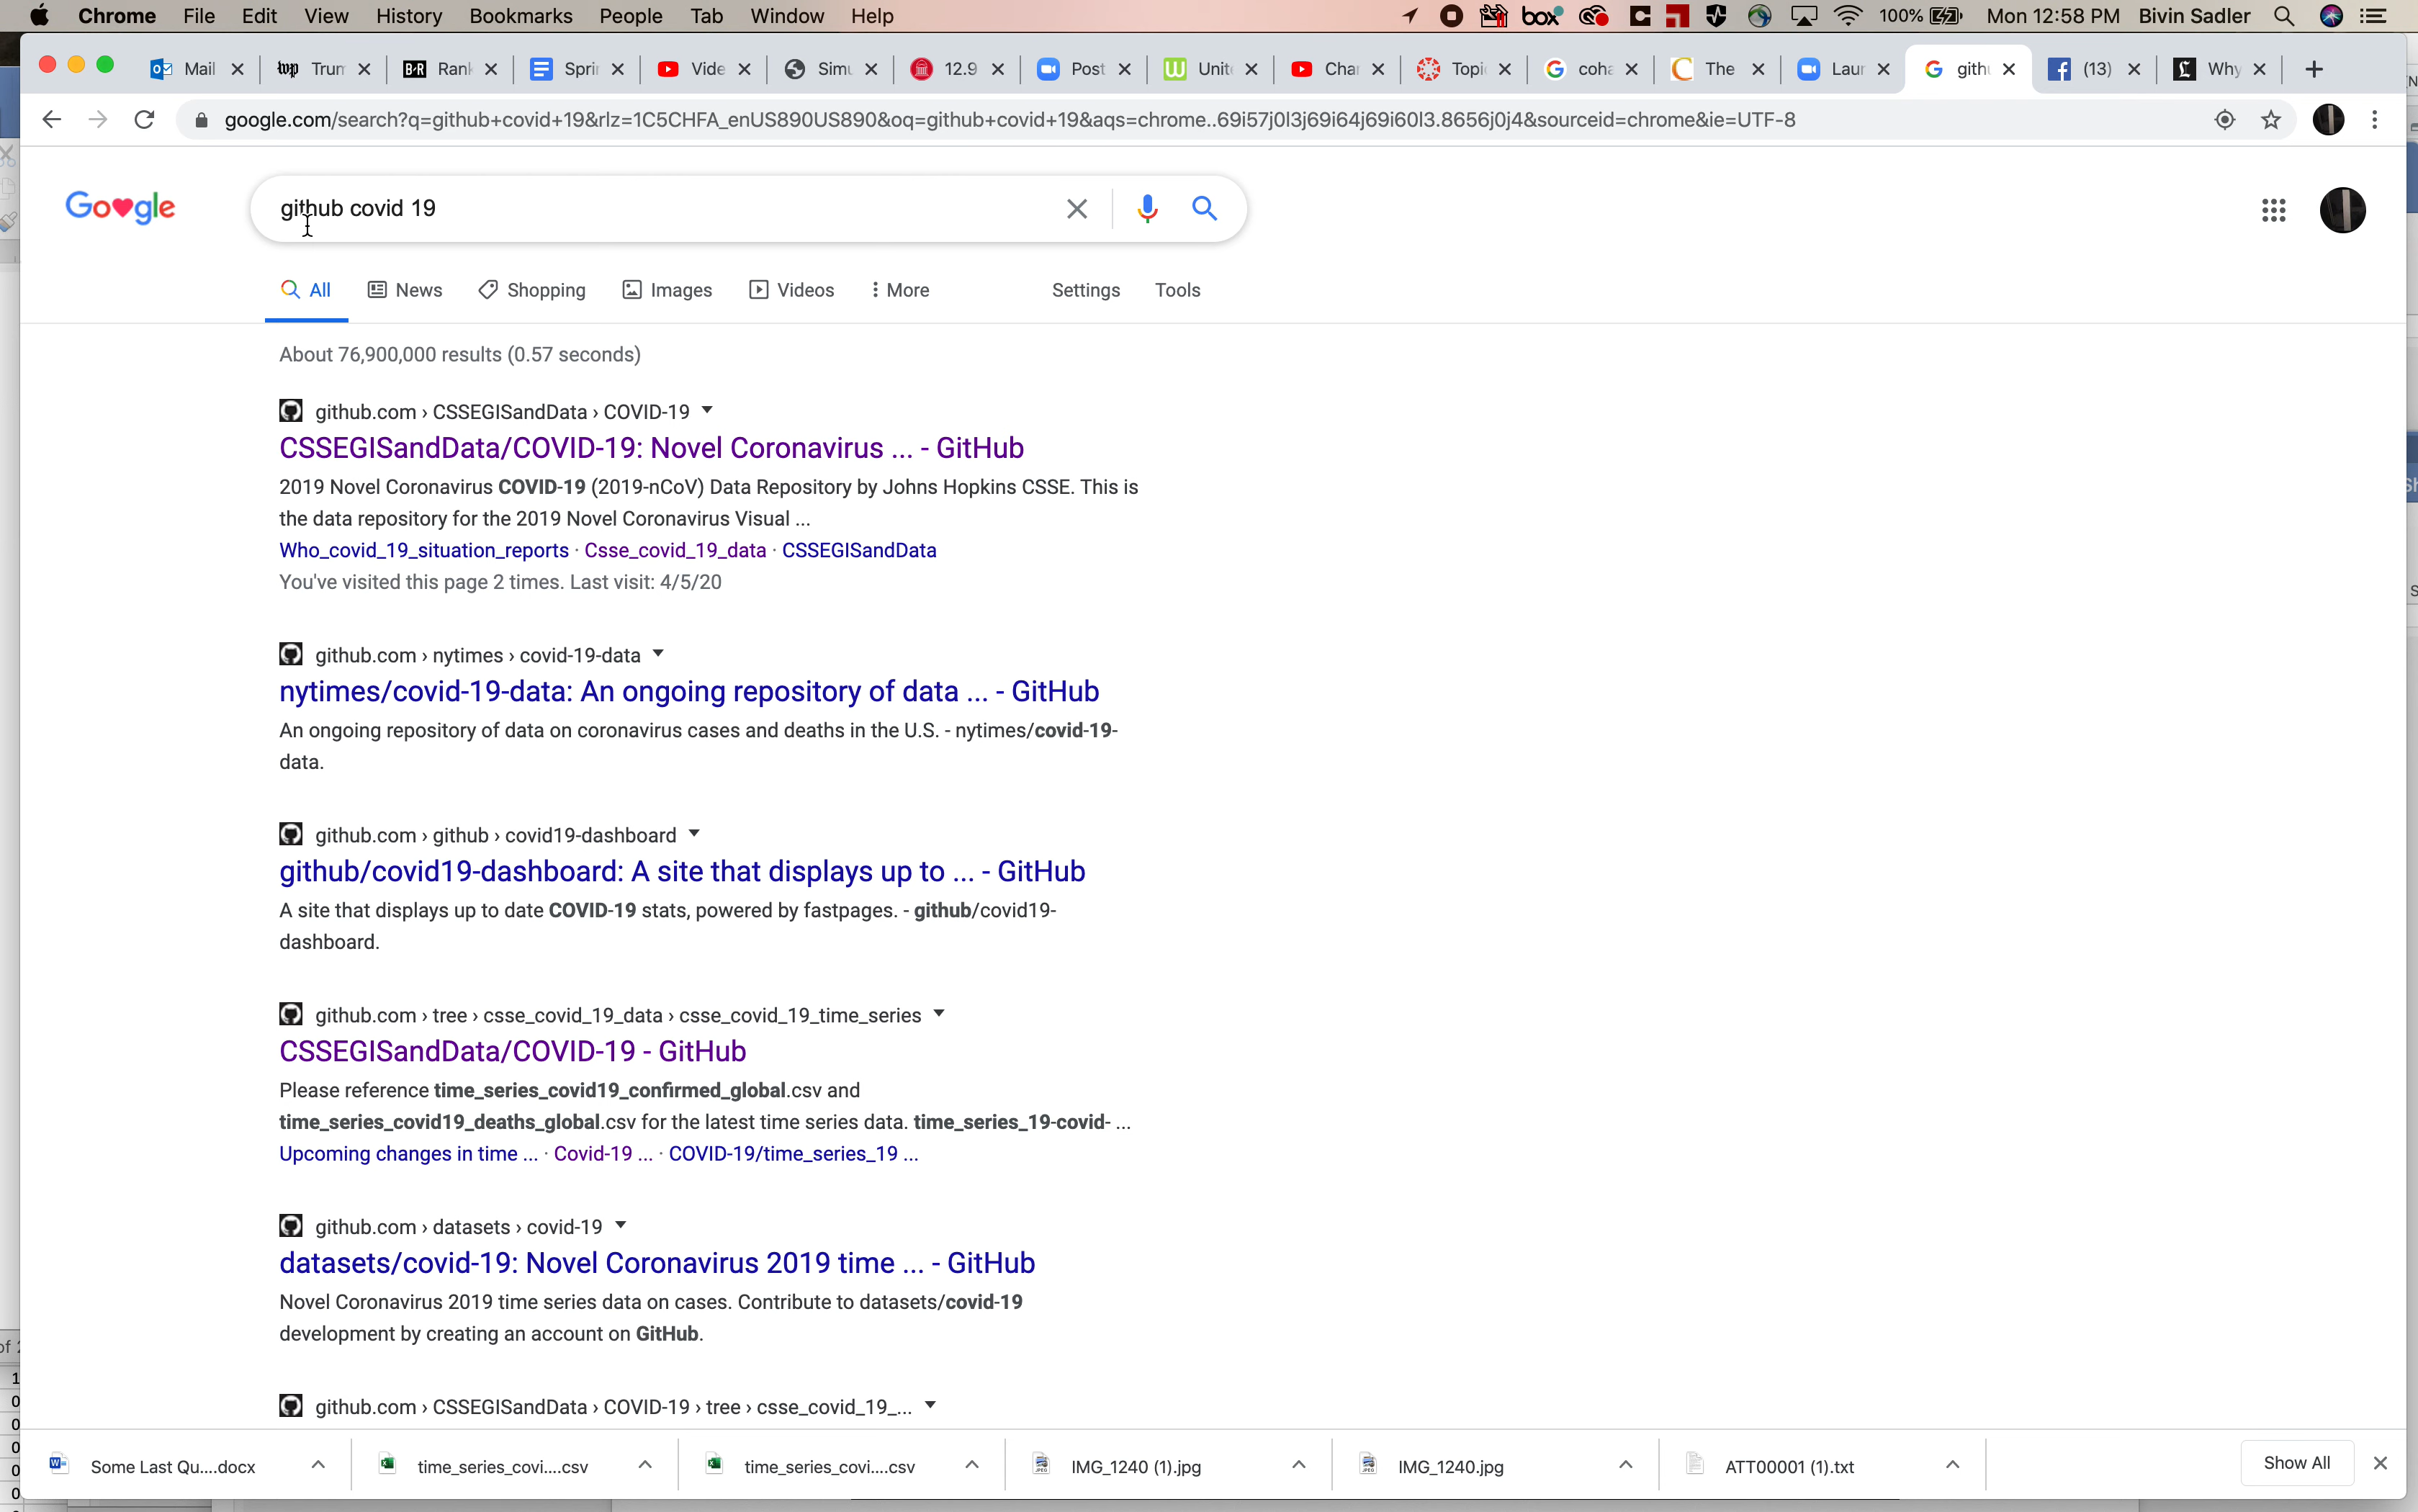 Chrome File Edit View History Bookmarks People Tab Window Help box 100% Mon 12:58 PM Bivin Sadler
Mail Trum Rank Sprin Vide Simu 12.9 Post Unite Char Topic coha The Laun githu (13) Why
google.com/search?q=github+covid+19&rlz=1C5CHFA_enUS890US890&oq=github+covid+19&aqs=chrome..69i57j0l3j69i64j69i60l3.8656j0j4&sourceid=chrome&ie=UTF-8
github covid 19
All News Shopping Images Videos More Settings Tools
About 76,900,000 results (0.57 seconds)
github.com › CSSEGISandData › COVID-19
CSSEGISandData/COVID-19: Novel Coronavirus ... - GitHub
2019 Novel Coronavirus COVID-19 (2019-nCoV) Data Repository by Johns Hopkins CSSE. This is
the data repository for the 2019 Novel Coronavirus Visual ...
Who_covid_19_situation_reports · Csse_covid_19_data · CSSEGISandData
You've visited this page 2 times. Last visit: 4/5/20
github.com › nytimes › covid-19-data
nytimes/covid-19-data: An ongoing repository of data ... - GitHub
An ongoing repository of data on coronavirus cases and deaths in the U.S. - nytimes/covid-19-
data.
github.com › github › covid19-dashboard
github/covid19-dashboard: A site that displays up to ... - GitHub
A site that displays up to date COVID-19 stats, powered by fastpages. - github/covid19-
dashboard.
github.com › tree › csse_covid_19_data › csse_covid_19_time_series
CSSEGISandData/COVID-19 - GitHub
Please reference time_series_covid19_confirmed_global.csv and
time_series_covid19_deaths_global.csv for the latest time series data. time_series_19-covid- ...
Upcoming changes in time ... · Covid-19 ... · COVID-19/time_series_19 ...
github.com › datasets › covid-19
datasets/covid-19: Novel Coronavirus 2019 time ... - GitHub
Novel Coronavirus 2019 time series data on cases. Contribute to datasets/covid-19
development by creating an account on GitHub.
github.com › CSSEGISandData › COVID-19 › tree › csse_covid_19_...
Some Last Qu....docx time_series_covi....csv time_series_covi....csv IMG_1240 (1).jpg IMG_1240.jpg ATT00001 (1).txt Show All